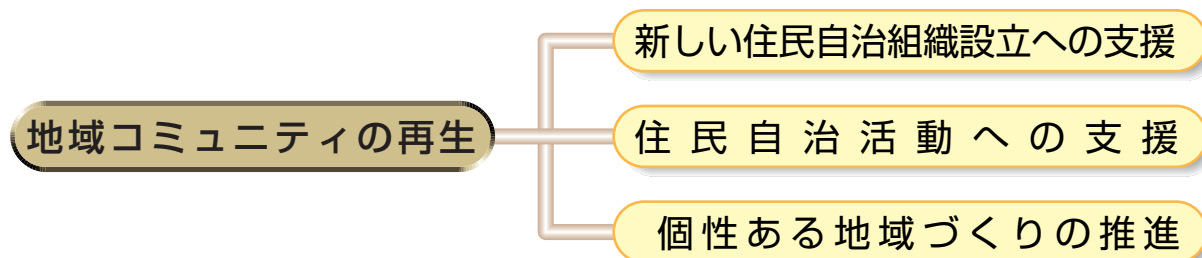 地域コミュニティの再生
新しい住民自治組織設立への支援
住民自治活動への支援
個性ある地域づくりの推進